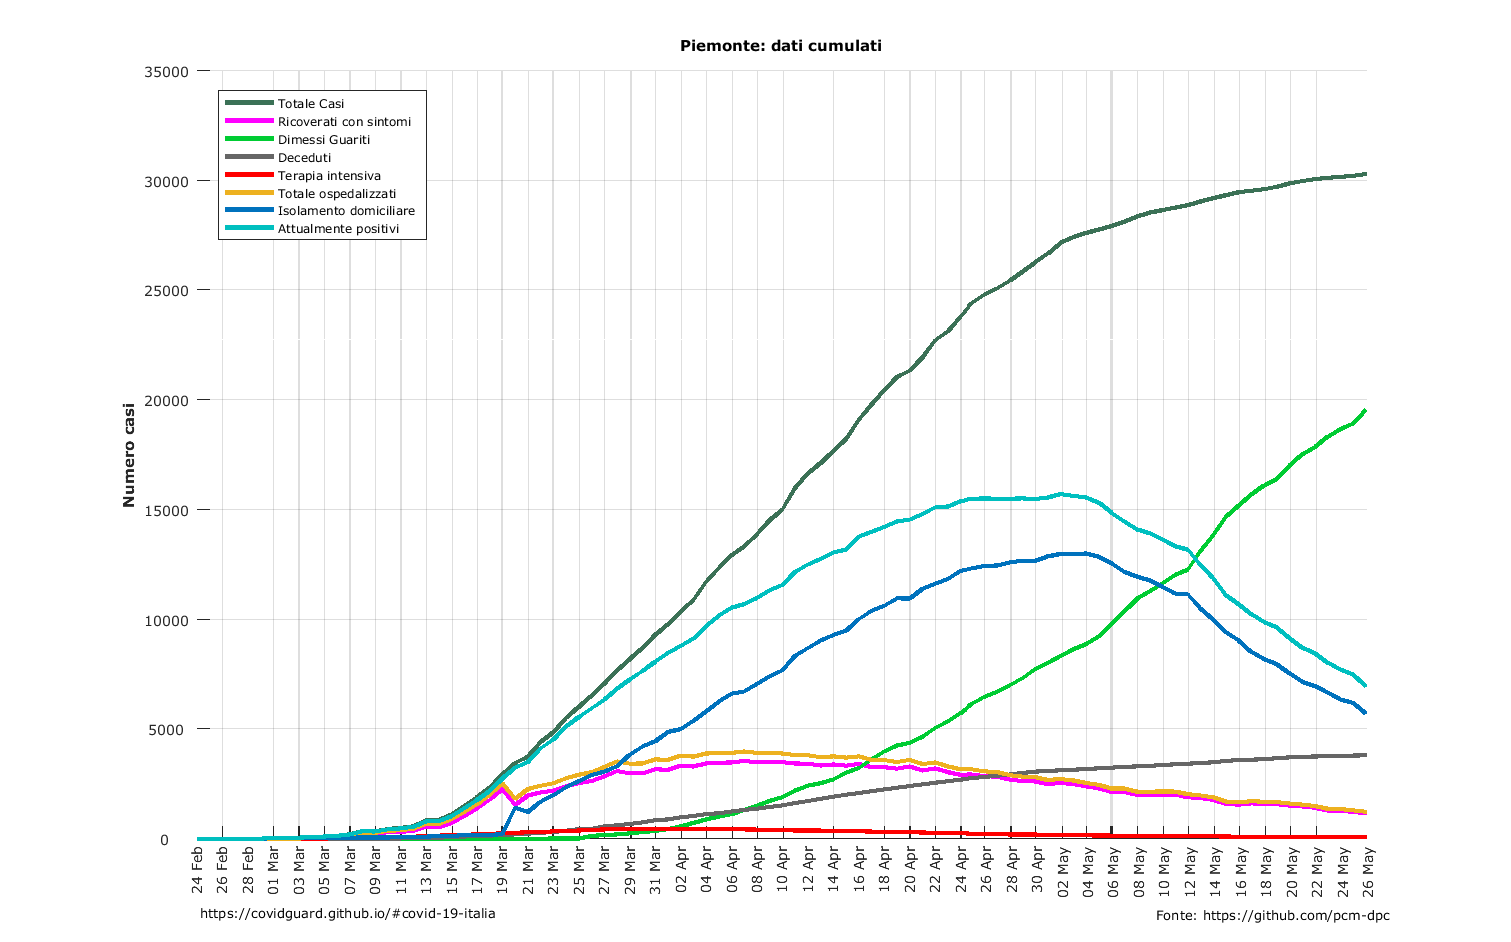 Piemonte: dati cumulati
Numero casi
35000
30000
25000
20000
15000
10000
5000
0
Totale Casi
Ricoverati con sintomi
Dimessi Guariti
Deceduti
Terapia intensiva
Totale ospedalizzati
Isolamento domiciliare
Attualmente positivi
24 Feb
26 Feb
28 Feb
01 Mar
03 Mar
05 Mar
07 Mar
09 Mar
11 Mar
13 Mar
15 Mar
17 Mar
19 Mar
21 Mar
23 Mar
25 Mar
27 Mar
29 Mar
31 Mar
02 Apr
04 Apr
06 Apr
08 Apr
10 Apr
12 Apr
14 Apr
16 Apr
18 Apr
20 Apr
22 Apr
24 Apr
26 Apr
28 Apr
30 Apr
02 May
04 May
06 May
08 May
10 May
12 May
14 May
16 May
18 May
20 May
22 May
24 May
26 May
https://covidguard.github.io/#covid-19-italia
Fonte: https://github.com/pcm-dpc